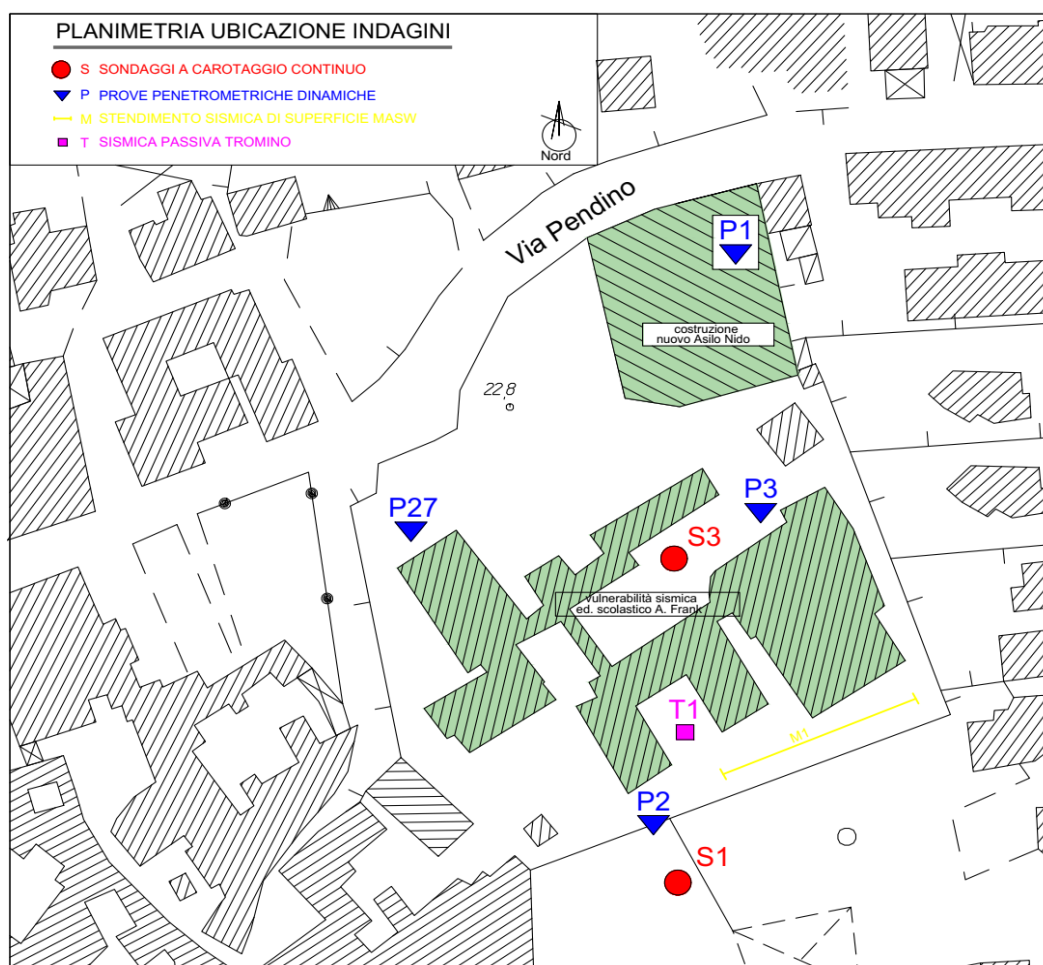 PLANIMETRIA UBICAZIONE INDAGINI
S SONDAGGI A CAROTAGGIO CONTINUO
P PROVE PENETROMETRICHE DINAMICHE
M STENDIMENTO SISMICA DI SUPERFICIE MASW
T SISMICA PASSIVA TROMINO
Nord
Via Pendino
P1
costruzione
nuovo Asilo Nido
22,8
P27
P3
S3
vulnerabilità sismica
ed. scolastico A. Frank
T1
M1
P2
S1